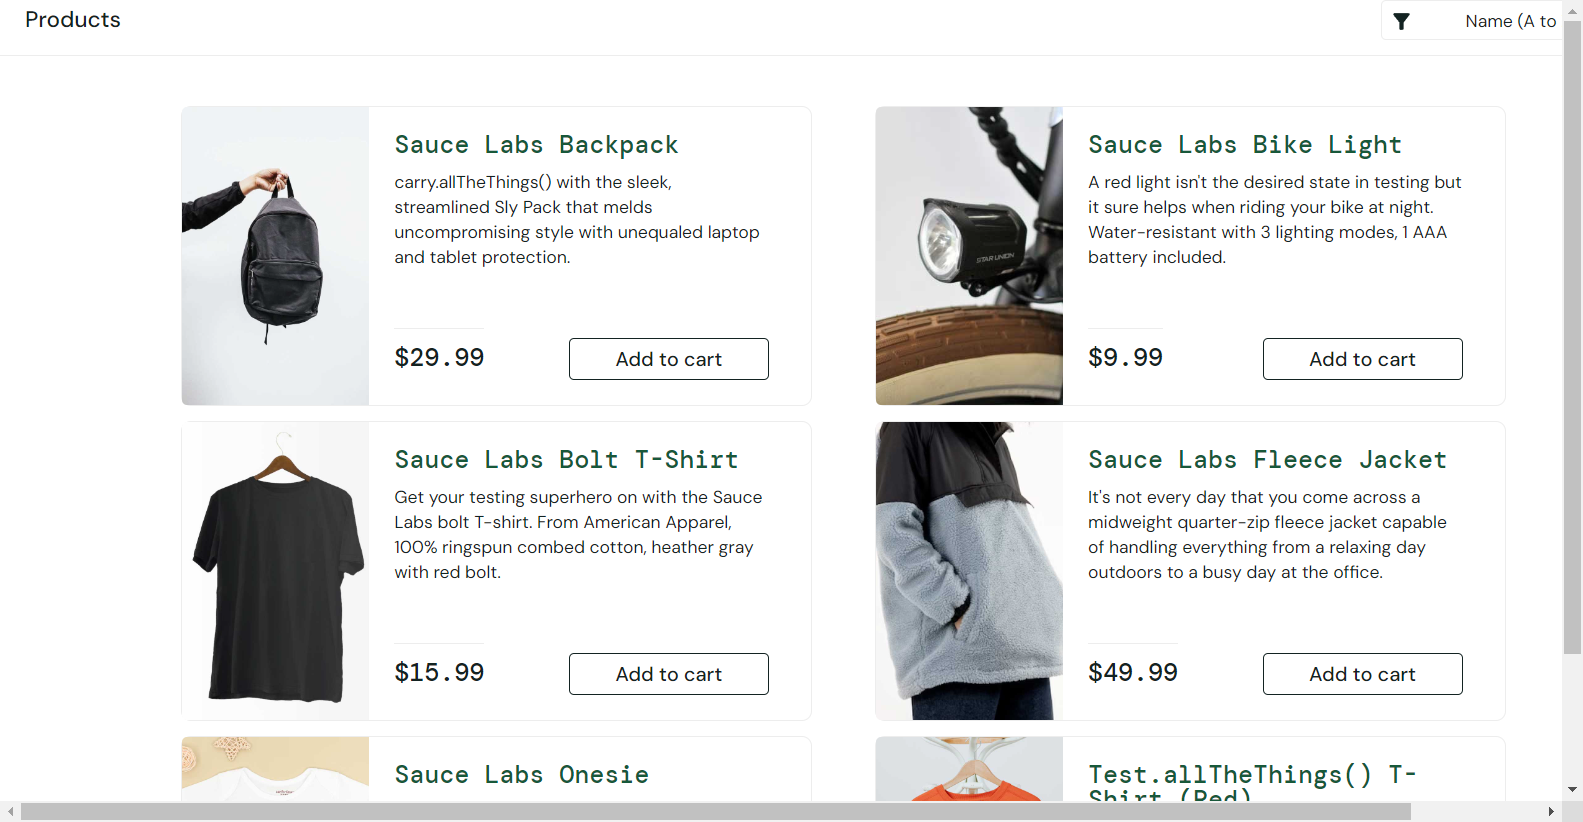 Products
Name (A to
Sauce Labs Backpack
carry.allTheThings() with the sleek,
streamlined Sly Pack that melds
uncompromising style with unequaled laptop
and tablet protection.
$29.99
Add to cart
Sauce Labs Bike Light
A red light isn't the desired state in testing but
it sure helps when riding your bike at night.
Water-resistant with 3 lighting modes, 1 AAA
battery included.
STAR UNION
$9.99
Add to cart
Sauce Labs Bolt T-Shirt
Get your testing superhero on with the Sauce
Labs bolt T-shirt. From American Apparel,
100% ringspun combed cotton, heather gray
with red bolt.
$15.99
Add to cart
Sauce Labs Fleece Jacket
It's not every day that you come across a
midweight quarter-zip fleece jacket capable
of handling everything from a relaxing day
outdoors to a busy day at the office.
$49.99
Add to cart
Sauce Labs Onesie
Test.allTheThings() T-
Shirt (Red)